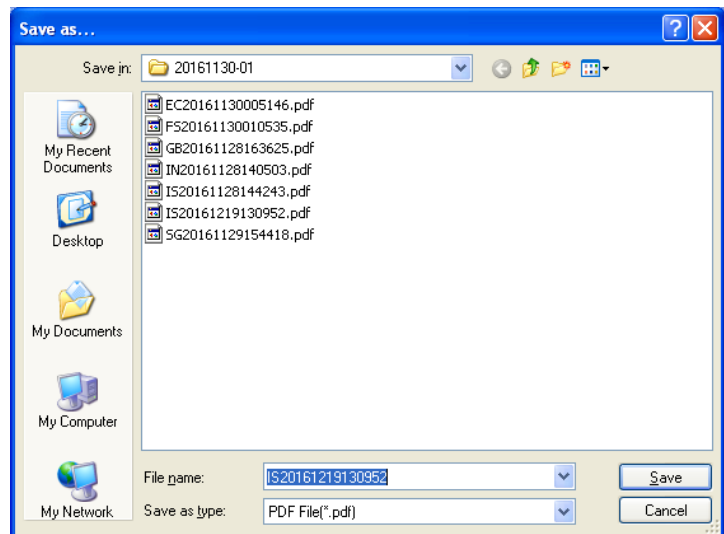 Save as...
Save in:
20161130-01
My Recent
Documents
Desktop
My Documents
My Computer
My Network
EC20161130005146.pdf
FS20161130010535.pdf
GB20161128163625.pdf
IN20161128140503.pdf
IS20161128144243.pdf
IS20161219130952.pdf
SG20161129154418.pdf
File name:
IS20161219130952
Save
Save as type:
PDF File(*.pdf)
Cancel